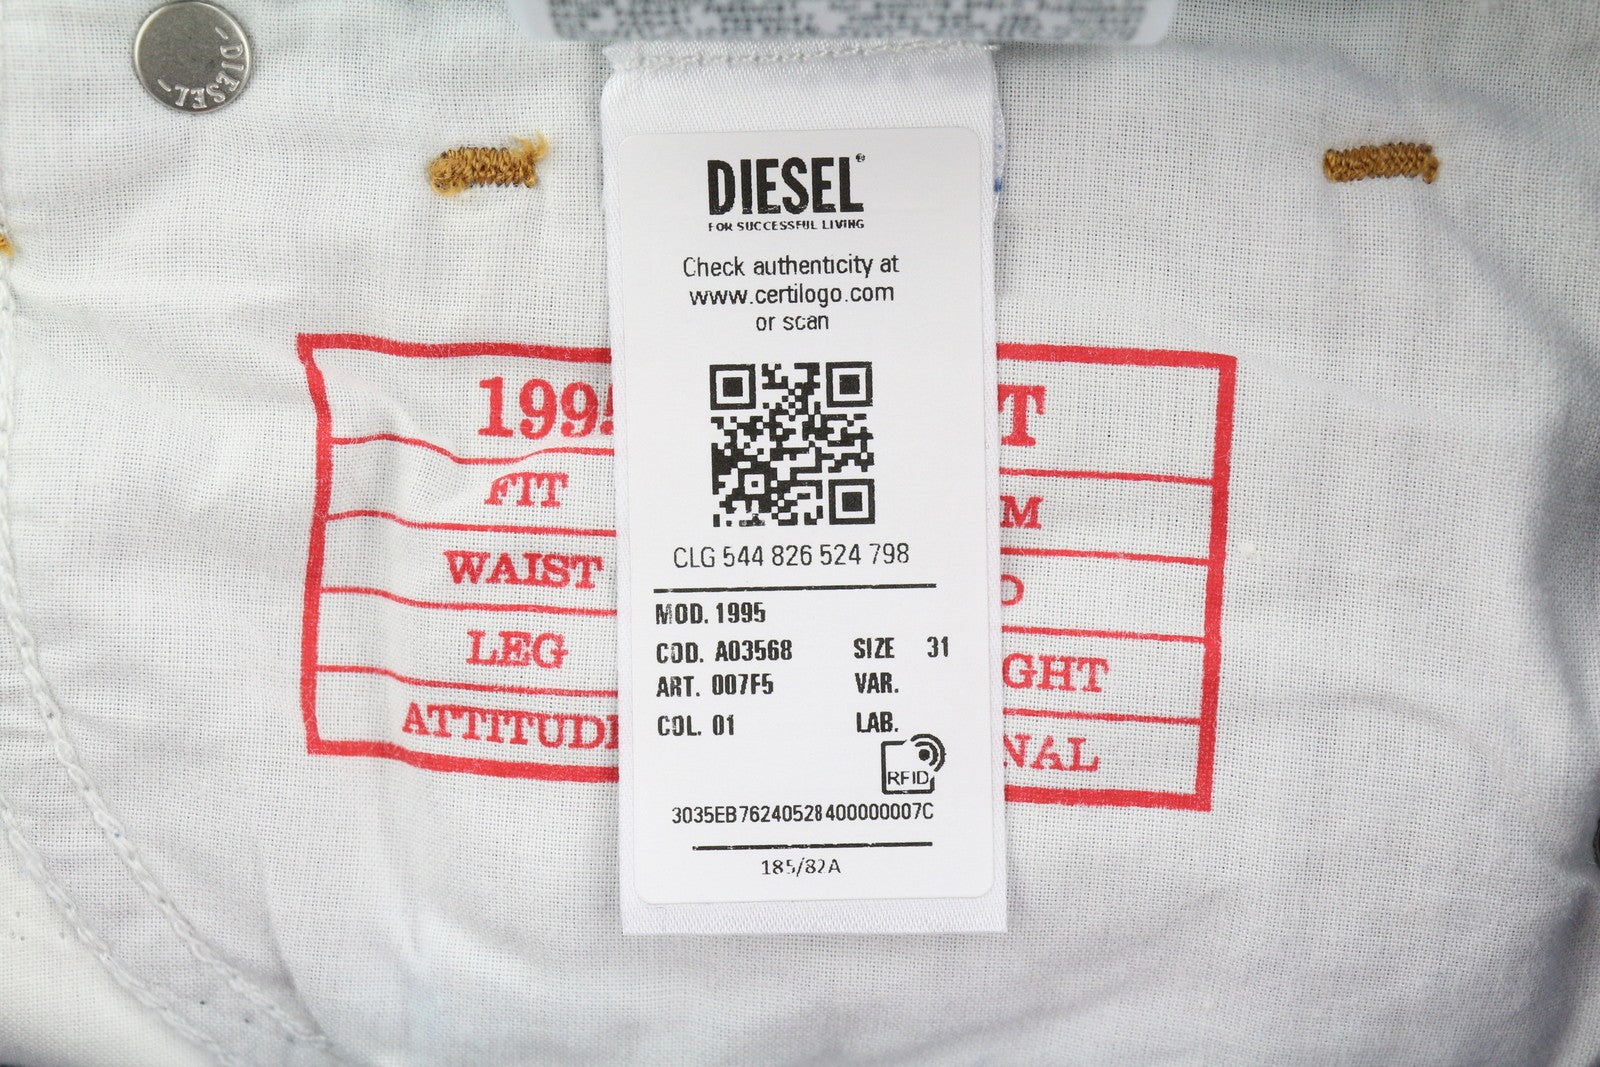 DIESEL
DIESEL®
FOR SUCCESSFUL LIVING
Check authenticity at
www.certilogo.com
or scan
CLG 544 826 524 798
MOD. 1995
COD. A03568 SIZE 31
ART. 007F5 VAR.
COL. 01 LAB.
RFID
3035EB76240528400000007C
185/82A
FIT
WAIST
LEG